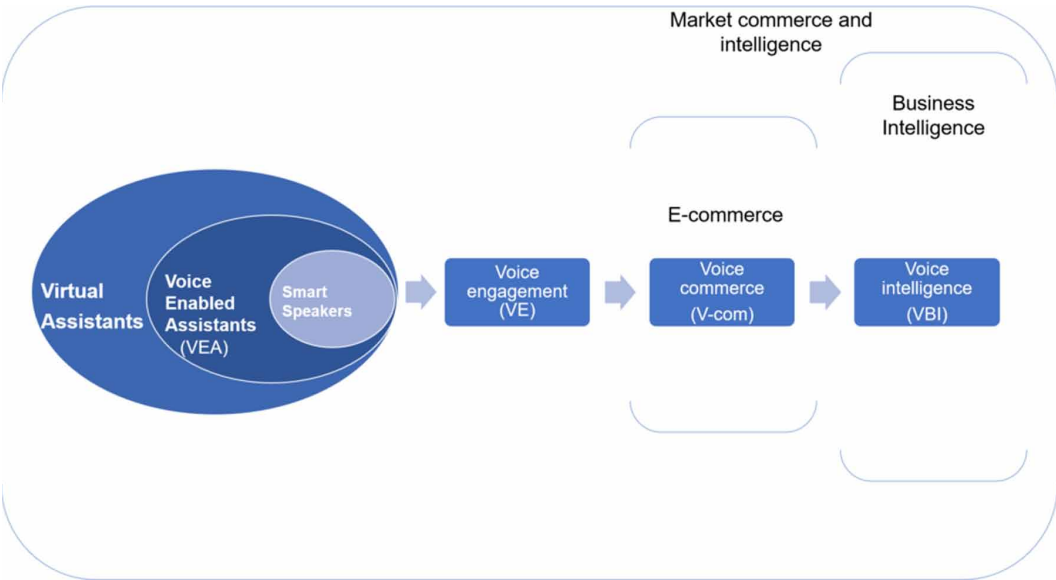 Market commerce and
intelligence
Business
Intelligence
E-commerce
Virtual
Assistants
Voice
Enabled
Assistants
(VEA)
Smart
Speakers
Voice
engagement
(VE)
Voice
commerce
(V-com)
Voice
intelligence
(VBI)